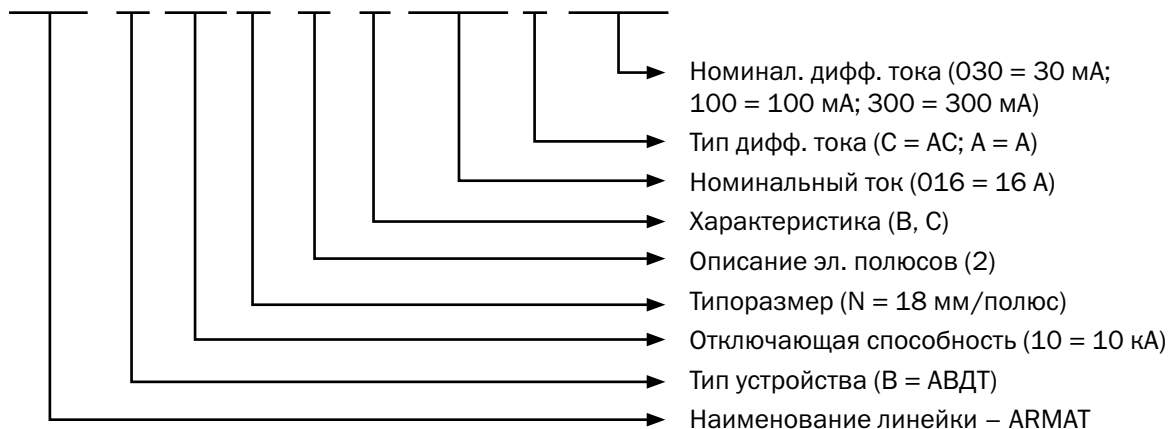 Номинал. дифф. тока (030 = 30 мА;
100 = 100 мА; 300 = 300 мА)
Тип дифф. тока (C = AC; A = A)
Номинальный ток (016 = 16 А)
Характеристика (B, C)
Описание эл. полюсов (2)
Типоразмер (N = 18 мм/полюс)
Отключающая способность (10 = 10 кА)
Тип устройства (B = АВДТ)
Наименование линейки – ARMAT